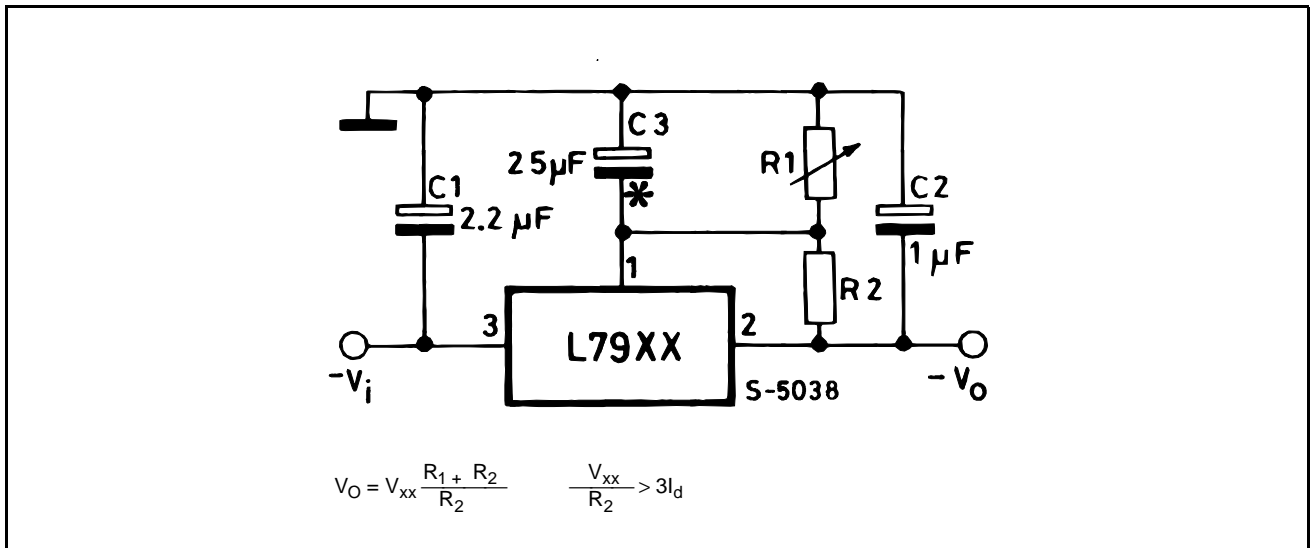 C3
25µF
*
R1
C1
2.2 µF
C2
1 µF
1
R2
3
L79XX
2
-Vi
S-5038
-Vo
VO = Vxx (R1 + R2) / R2
Vxx / R2 > 3Id